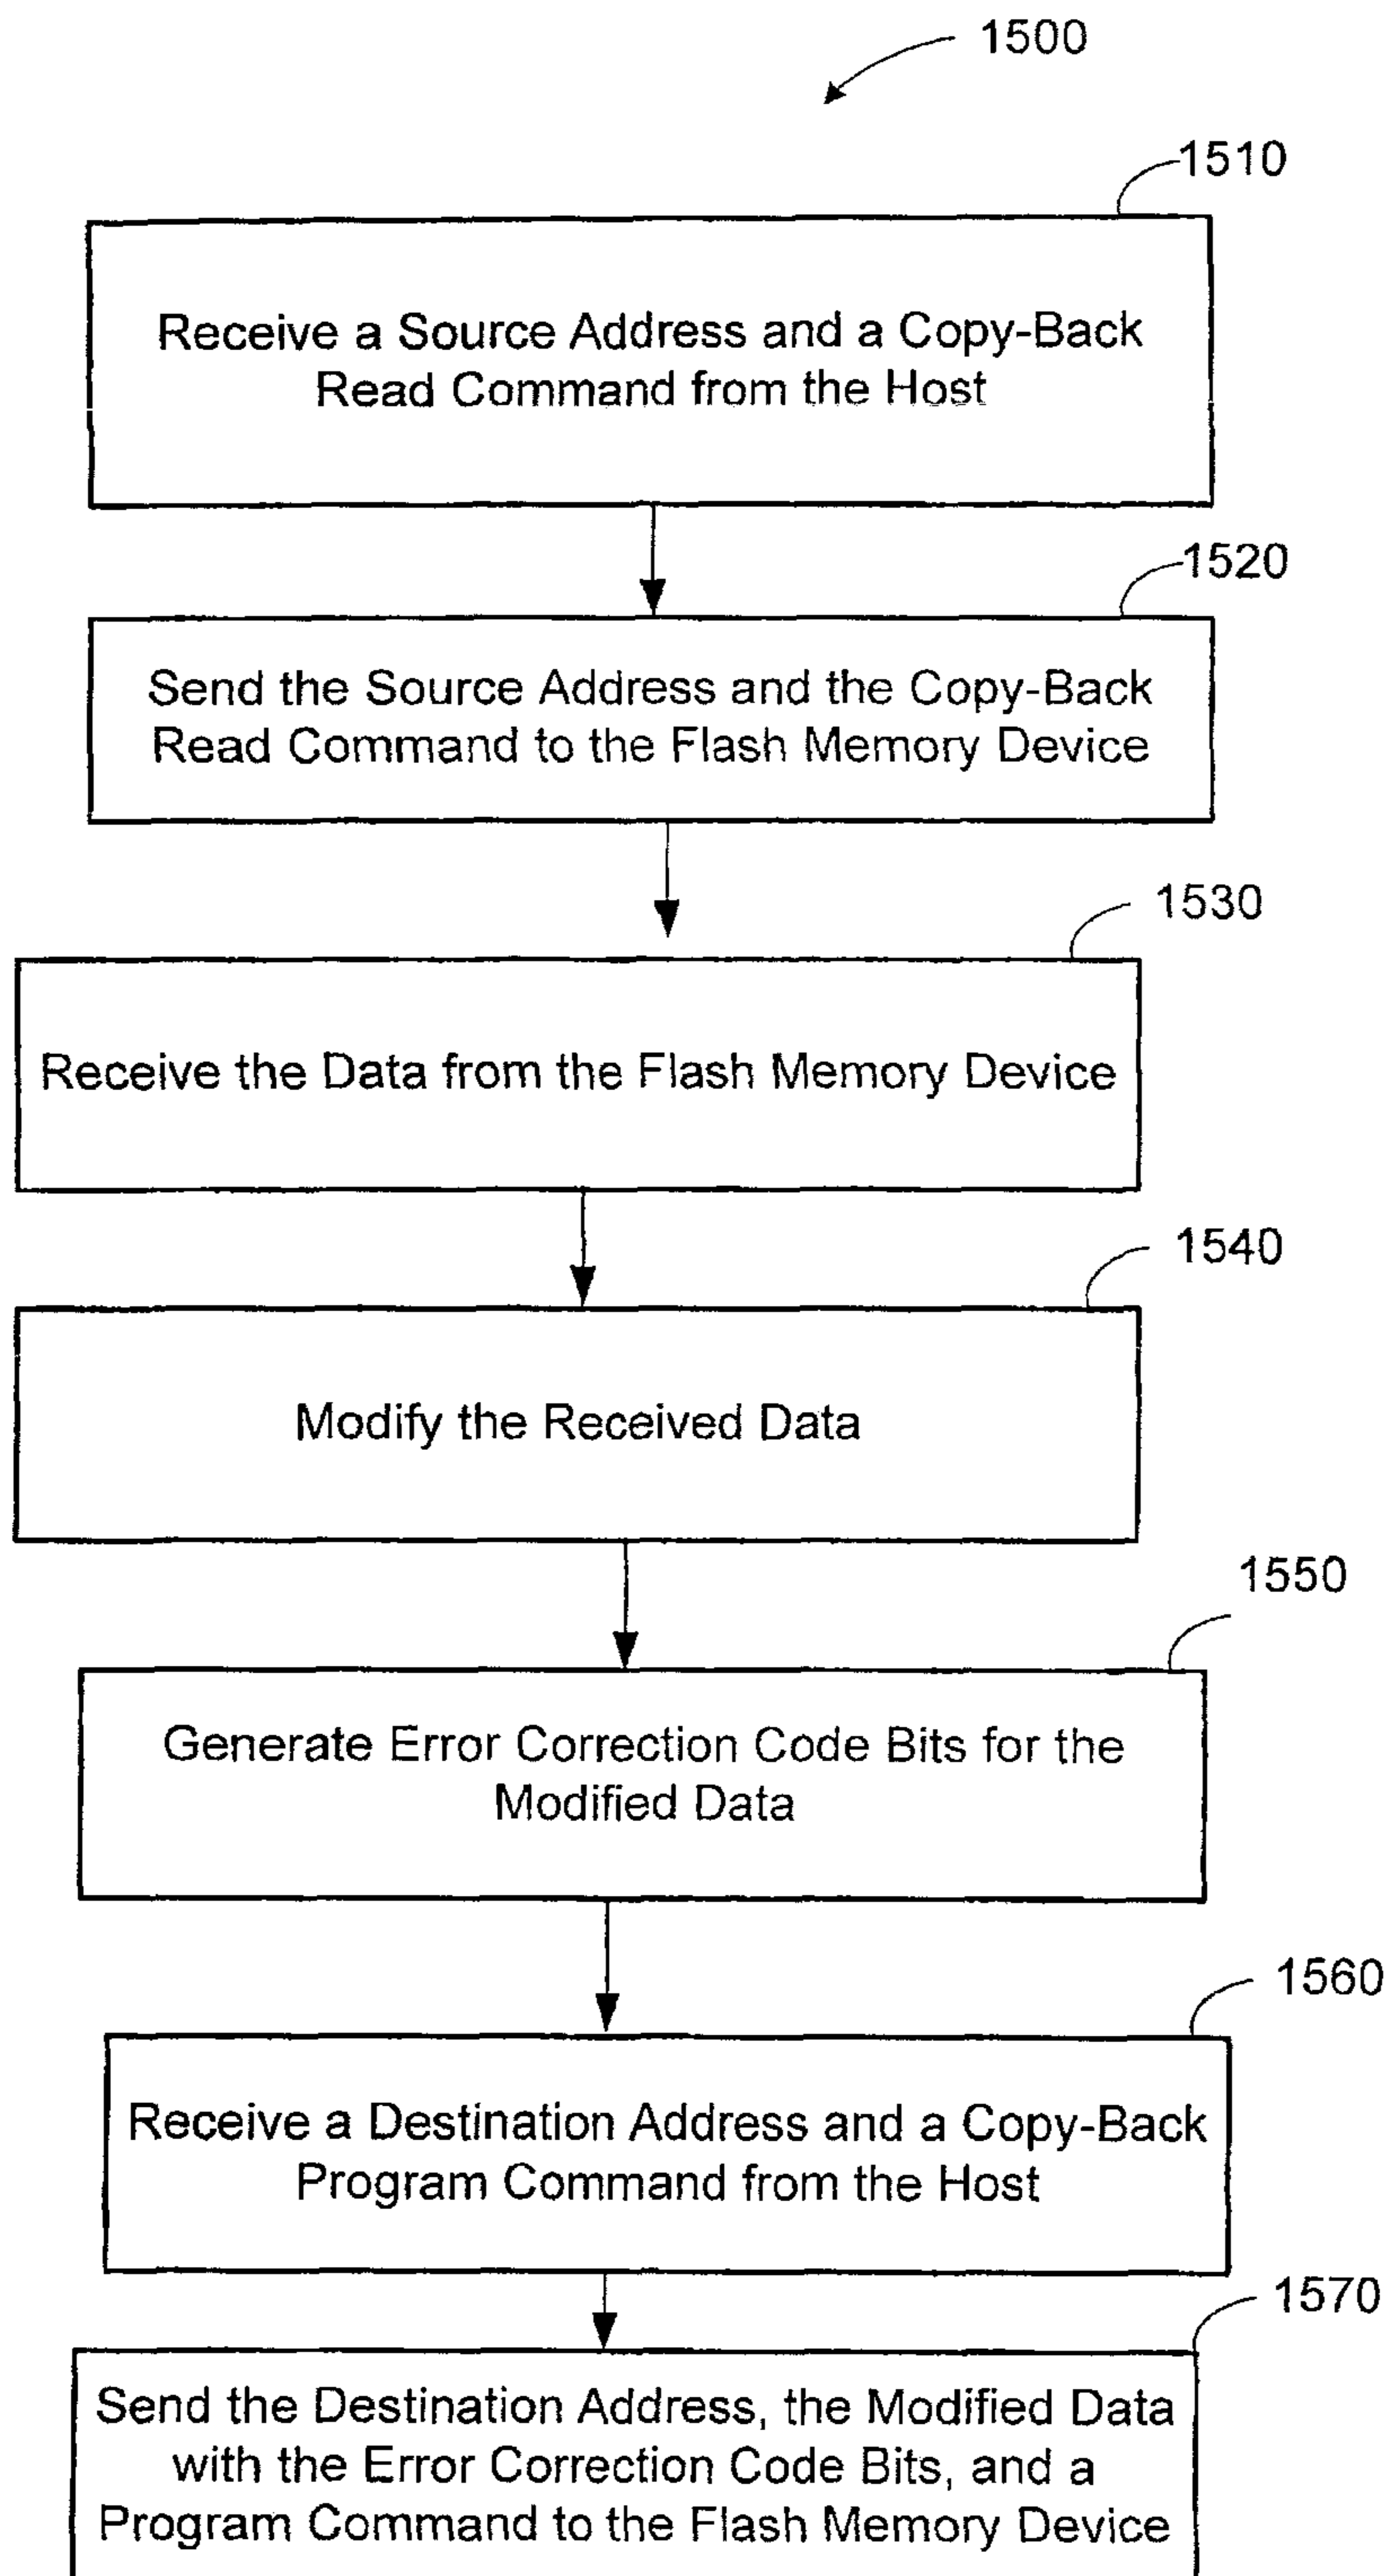 1500
1510
Receive a Source Address and a Copy-Back
Read Command from the Host
1520
Send the Source Address and the Copy-Back
Read Command to the Flash Memory Device
1530
Receive the Data from the Flash Memory Device
1540
Modify the Received Data
1550
Generate Error Correction Code Bits for the
Modified Data
1560
Receive a Destination Address and a Copy-Back
Program Command from the Host
1570
Send the Destination Address, the Modified Data
with the Error Correction Code Bits, and a
Program Command to the Flash Memory Device